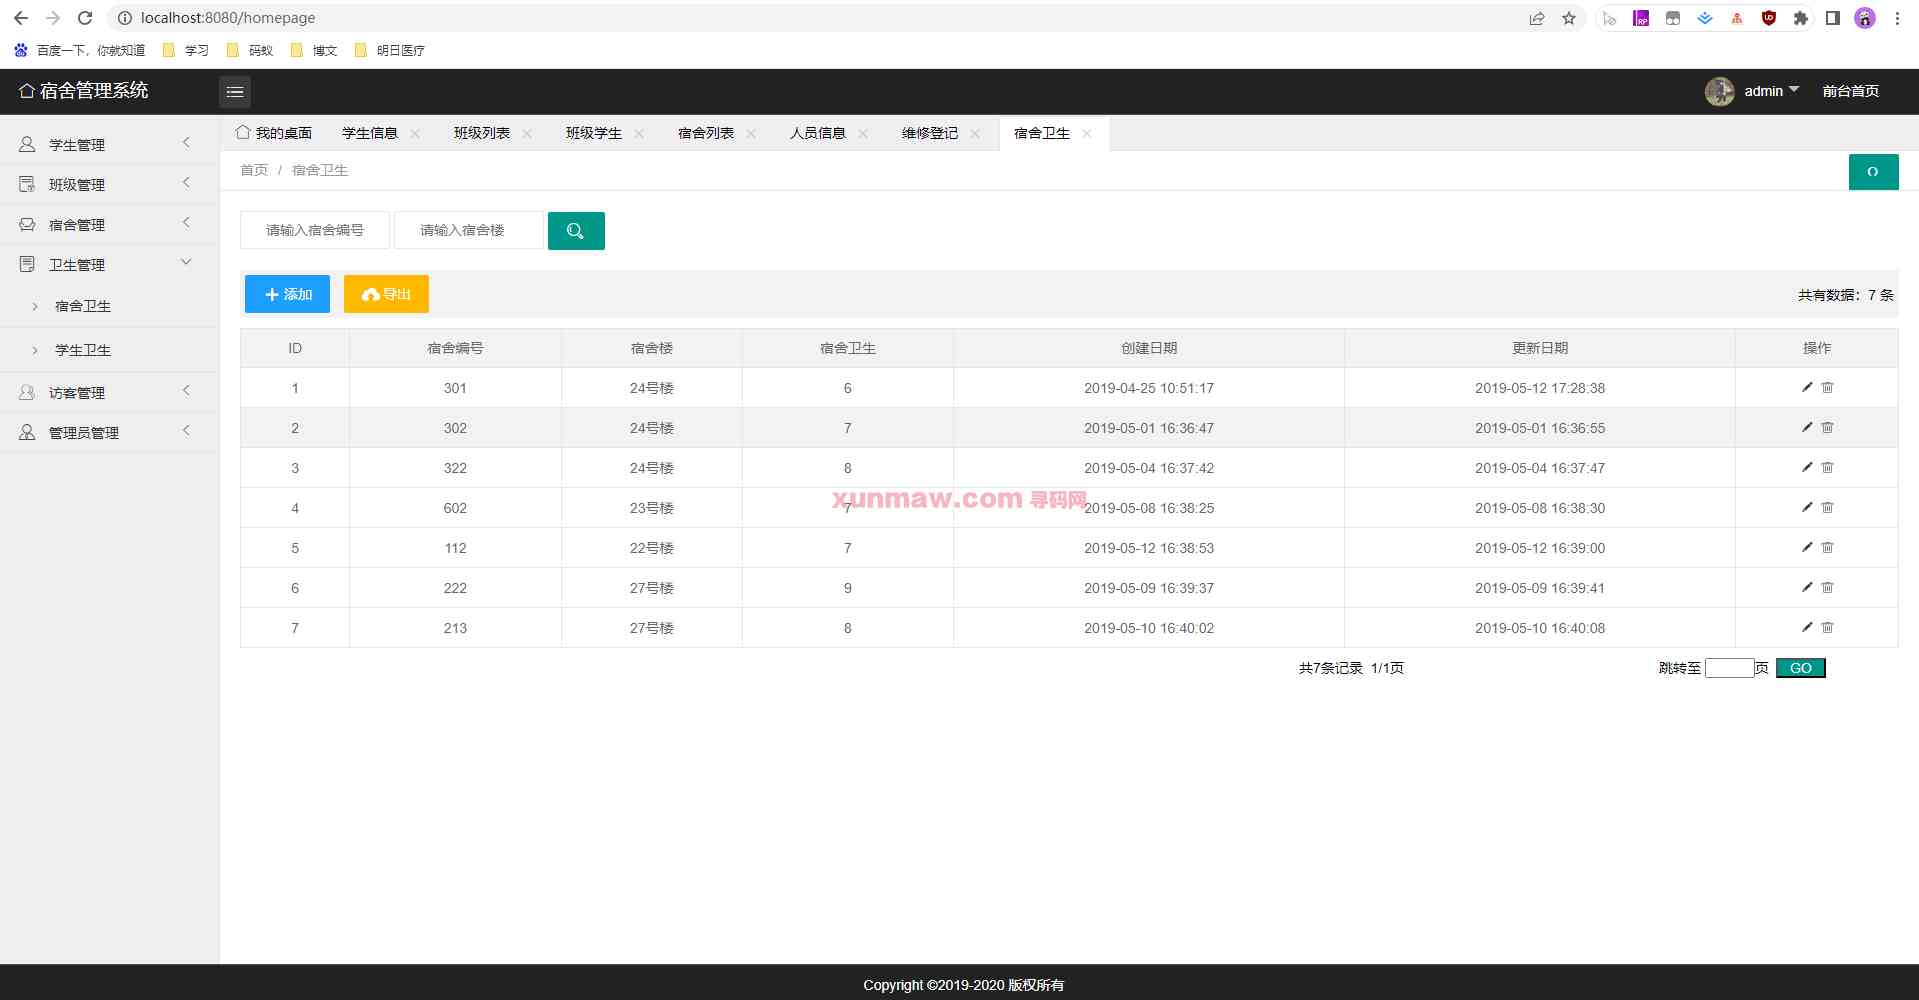 localhost:8080/homepage
百度一下，你就知道 学习 码蚁 博文 明日医疗
宿舍管理系统 admin 前台首页
我的桌面 学生信息 班级列表 班级学生 宿舍列表 人员信息 维修登记 宿舍卫生
首页 / 宿舍卫生
学生管理
班级管理
宿舍管理
卫生管理
宿舍卫生
学生卫生
访客管理
管理员管理
请输入宿舍编号 请输入宿舍楼
添加 导出 共有数据：7 条
ID 宿舍编号 宿舍楼 宿舍卫生 创建日期 更新日期 操作
1 301 24号楼 6 2019-04-25 10:51:17 2019-05-12 17:28:38
2 302 24号楼 7 2019-05-01 16:36:47 2019-05-01 16:36:55
3 322 24号楼 8 2019-05-04 16:37:42 2019-05-04 16:37:47
xunmaw.com 寻码网
4 602 23号楼 7 2019-05-08 16:38:25 2019-05-08 16:38:30
5 112 22号楼 7 2019-05-12 16:38:53 2019-05-12 16:39:00
6 222 27号楼 9 2019-05-09 16:39:37 2019-05-09 16:39:41
7 213 27号楼 8 2019-05-10 16:40:02 2019-05-10 16:40:08
共7条记录 1/1页 跳转至 页 GO
Copyright ©2019-2020 版权所有